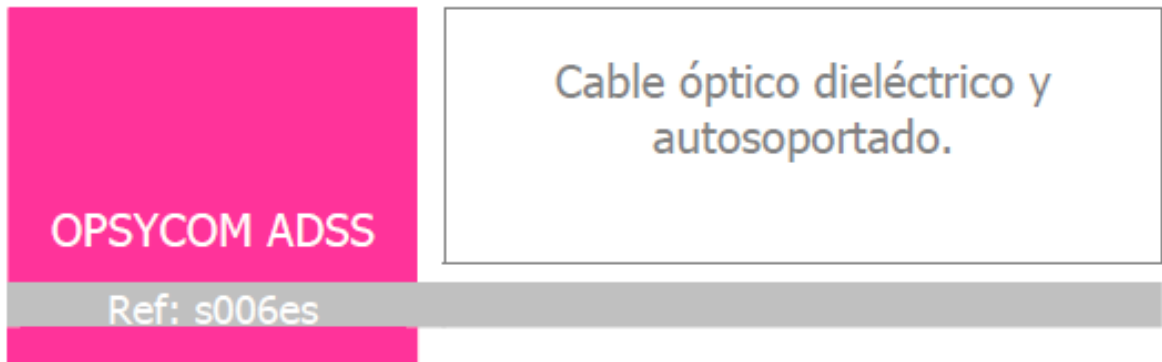 OPSYCOM ADSS
Ref: s006es
Cable óptico dieléctrico y
autosoportado.